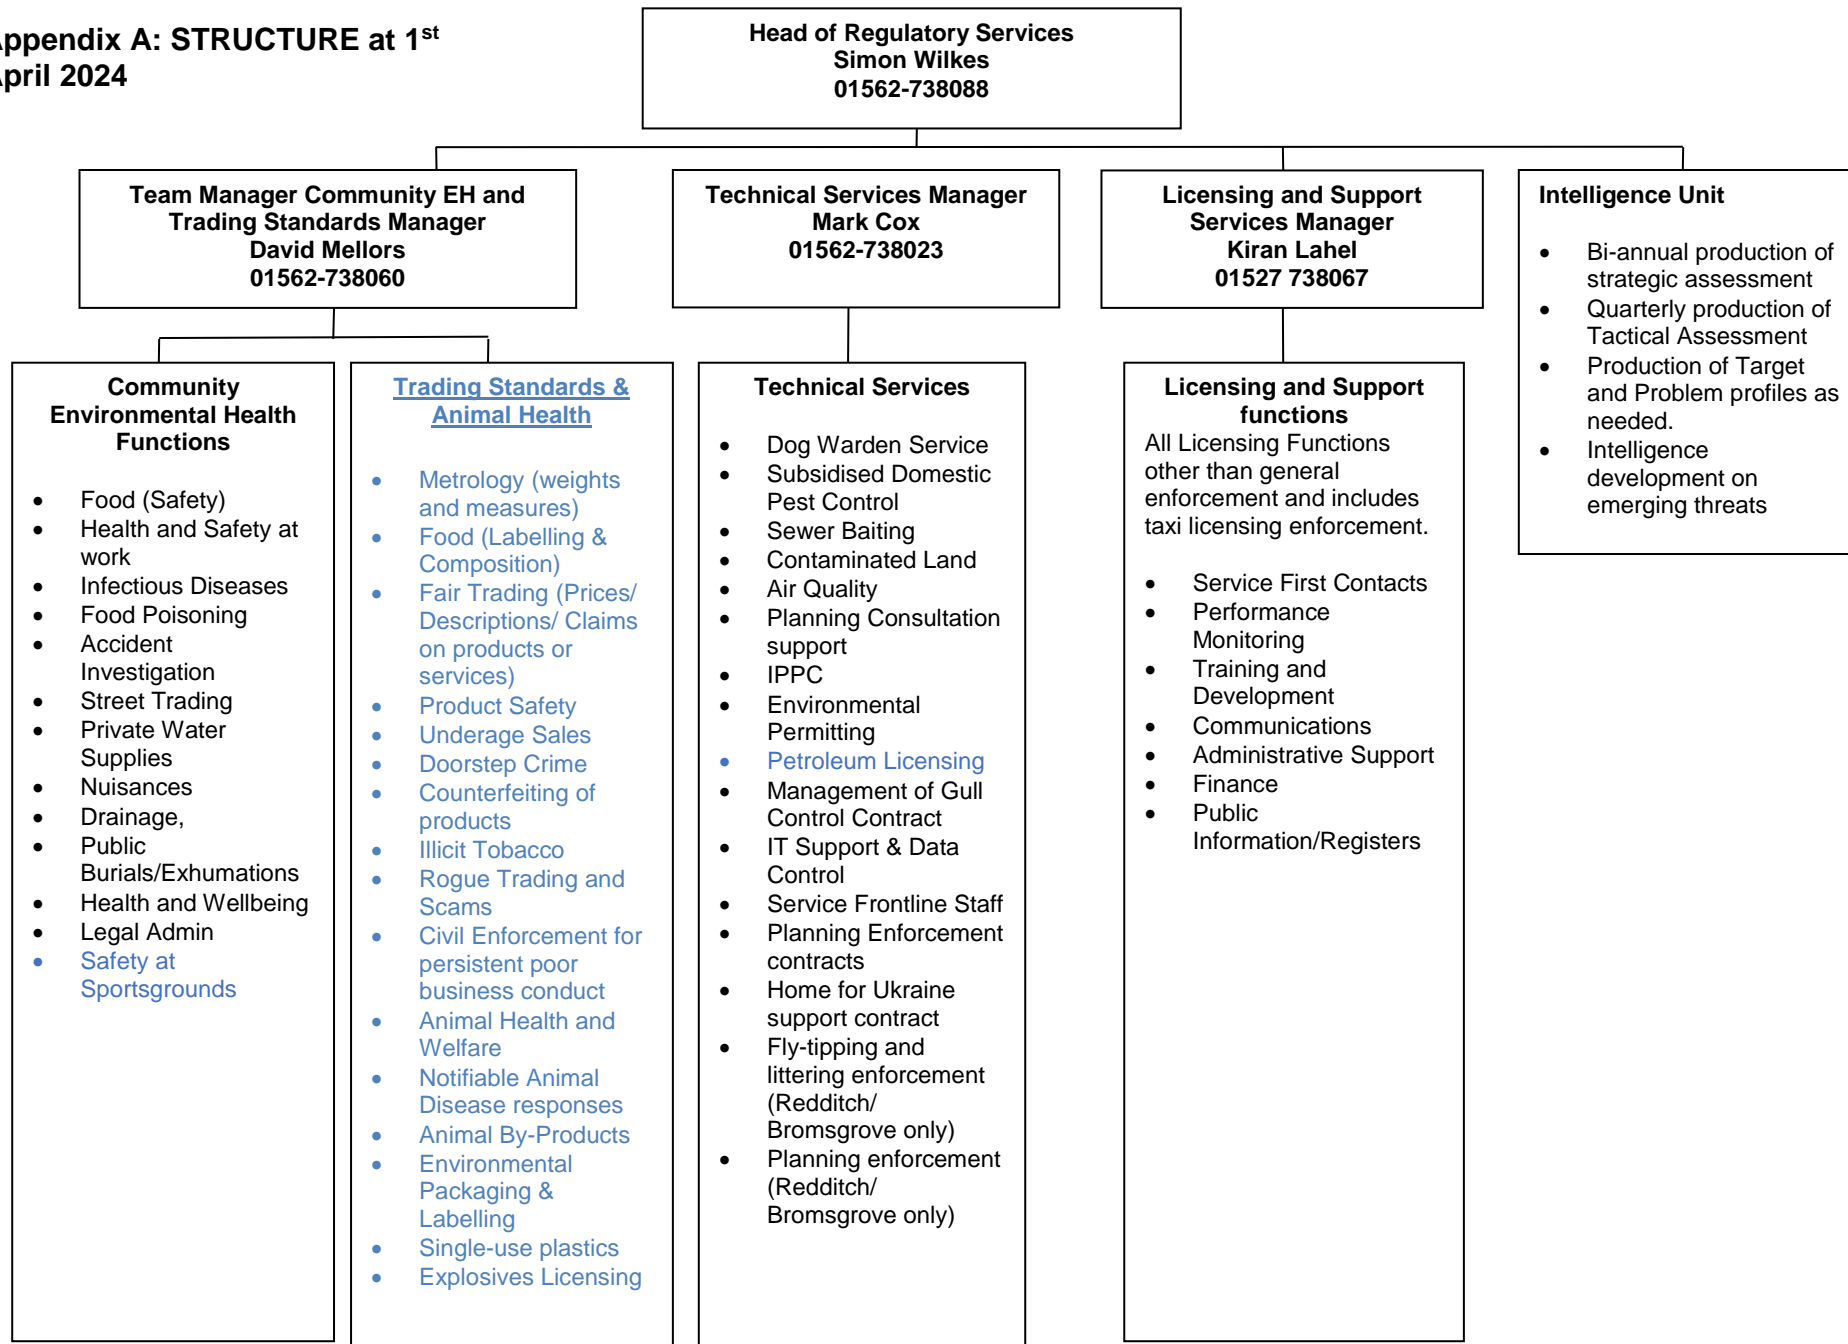 ppendix A: STRUCTURE at 1st
pril 2024
Head of Regulatory Services
Simon Wilkes
01562-738088
Team Manager Community EH and
Trading Standards Manager
David Mellors
01562-738060
Technical Services Manager
Mark Cox
01562-738023
Licensing and Support
Services Manager
Kiran Lahel
01527 738067
Intelligence Unit
• Bi-annual production of
strategic assessment
• Quarterly production of
Tactical Assessment
• Production of Target
and Problem profiles as
needed.
• Intelligence
development on
emerging threats
Community
Environmental Health
Functions
• Food (Safety)
• Health and Safety at
work
• Infectious Diseases
• Food Poisoning
• Accident
Investigation
• Street Trading
• Private Water
Supplies
• Nuisances
• Drainage,
• Public
Burials/Exhumations
• Health and Wellbeing
• Legal Admin
• Safety at
Sportsgrounds
Trading Standards &
Animal Health
• Metrology (weights
and measures)
• Food (Labelling &
Composition)
• Fair Trading (Prices/
Descriptions/ Claims
on products or
services)
• Product Safety
• Underage Sales
• Doorstep Crime
• Counterfeiting of
products
• Illicit Tobacco
• Rogue Trading and
Scams
• Civil Enforcement for
persistent poor
business conduct
• Animal Health and
Welfare
• Notifiable Animal
Disease responses
• Animal By-Products
• Environmental
Packaging &
Labelling
• Single-use plastics
• Explosives Licensing
Technical Services
• Dog Warden Service
• Subsidised Domestic
Pest Control
• Sewer Baiting
• Contaminated Land
• Air Quality
• Planning Consultation
support
• IPPC
• Environmental
Permitting
• Petroleum Licensing
• Management of Gull
Control Contract
• IT Support & Data
Control
• Service Frontline Staff
• Planning Enforcement
contracts
• Home for Ukraine
support contract
• Fly-tipping and
littering enforcement
(Redditch/
Bromsgrove only)
• Planning enforcement
(Redditch/
Bromsgrove only)
Licensing and Support
functions
All Licensing Functions
other than general
enforcement and includes
taxi licensing enforcement.
• Service First Contacts
• Performance
Monitoring
• Training and
Development
• Communications
• Administrative Support
• Finance
• Public
Information/Registers